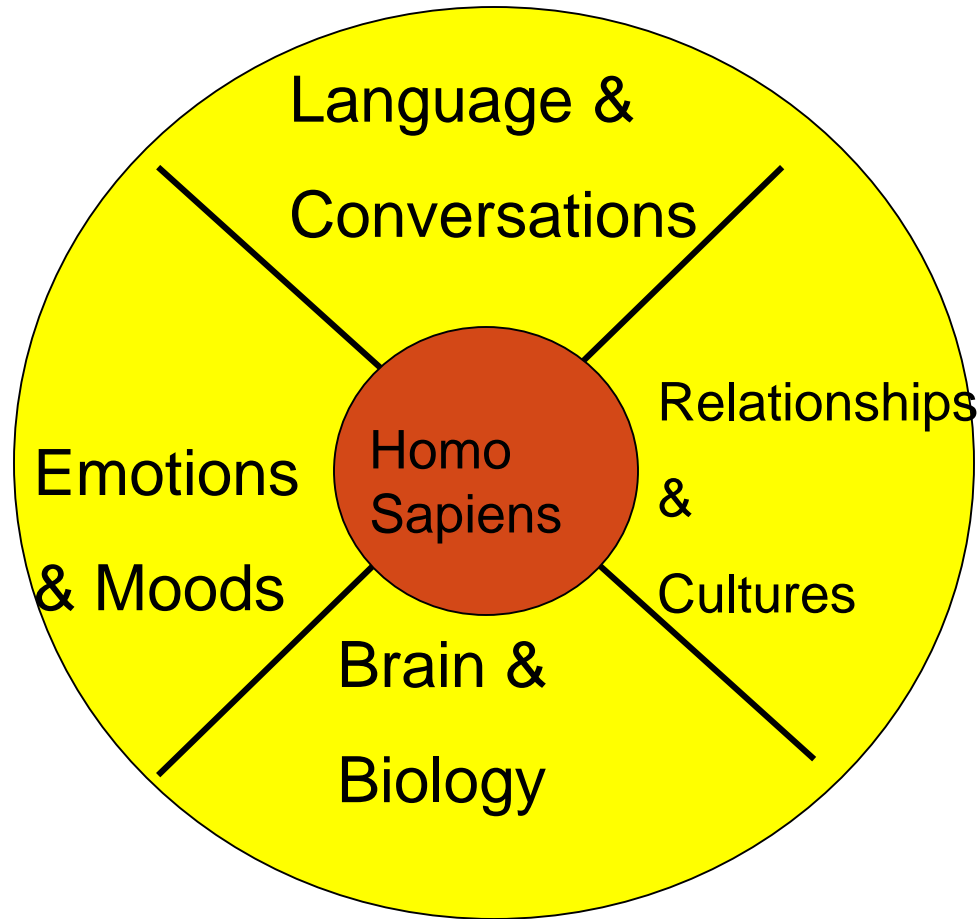 Language &
Conversations
Relationships
&
Cultures
Homo
Sapiens
Emotions
& Moods
Brain &
Biology